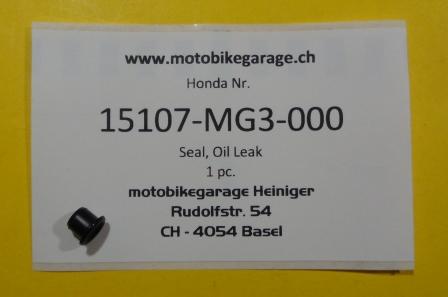 www.motobikegarage.ch
Honda Nr.
15107-MG3-000
Seal, Oil Leak
1 pc.
motobikegarage Heiniger
Rudolfstr. 54
CH - 4054 Basel